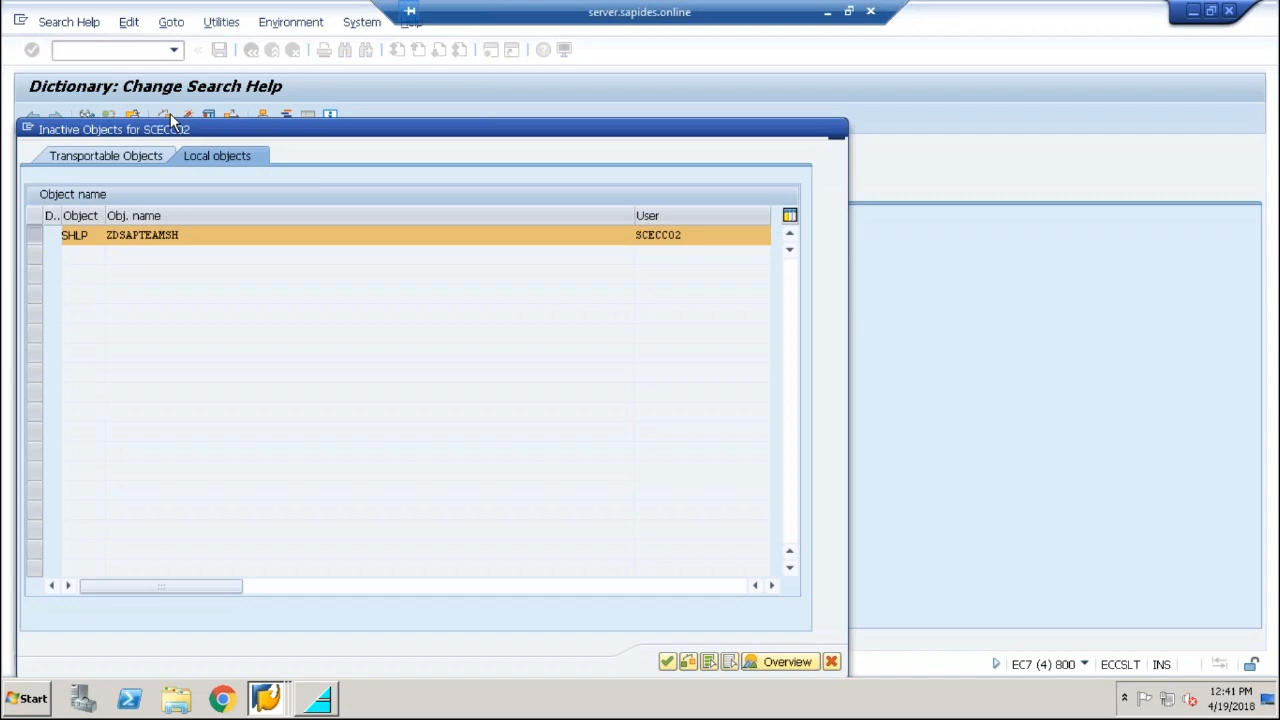 server.sapides.online
Search Help Edit Goto Utilities Environment System
Dictionary: Change Search Help
Inactive Objects for SCECC02
Transportable Objects Local objects
Object name
D.. Object Obj. name User
SHLP ZDSAPTEAMSH SCECC02
Overview
EC7 (4) 800 ECCSLT INS
Start
12:41 PM
4/19/2018